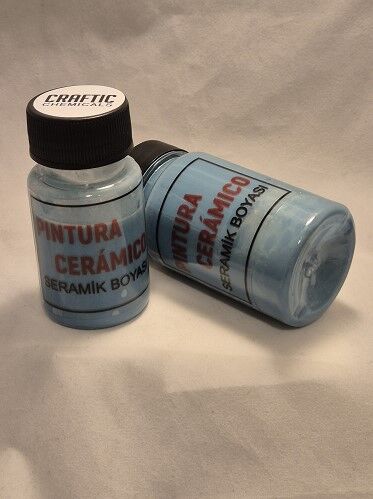 CRAFTIC
CHEMICALS
PINTURA
CERÁMICO
SERAMİK BOYASI
PINTURA
CERÁMICO
SERAMİK BOYASI